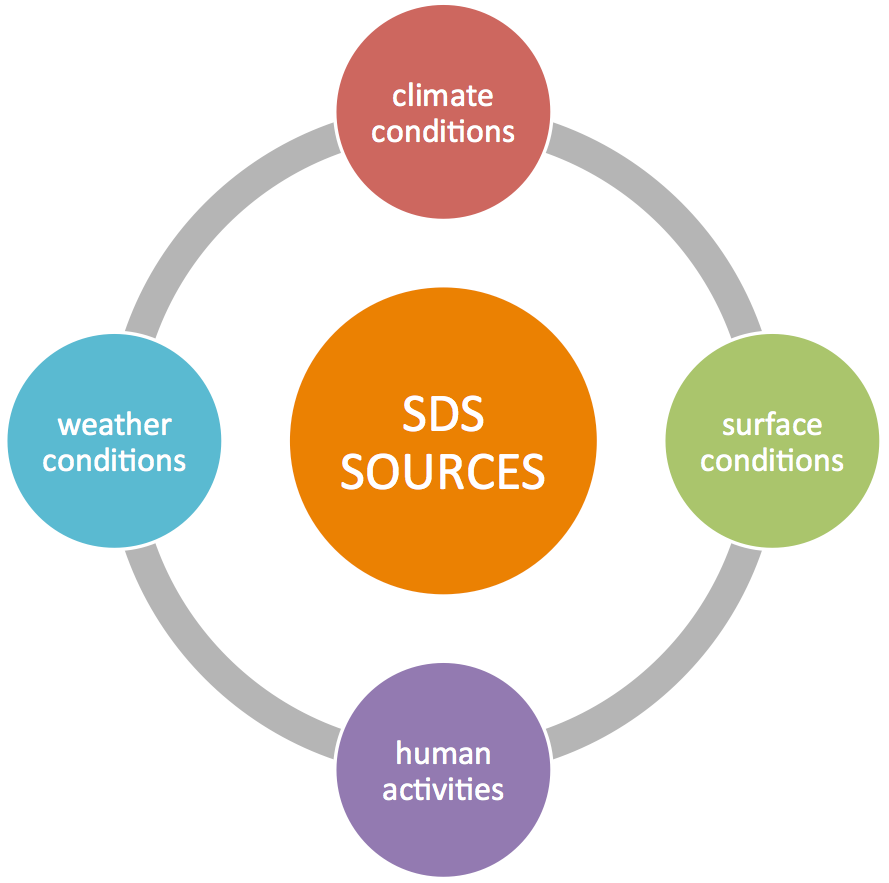 climate
conditions
weather
conditions
SDS
SOURCES
surface
conditions
human
activities